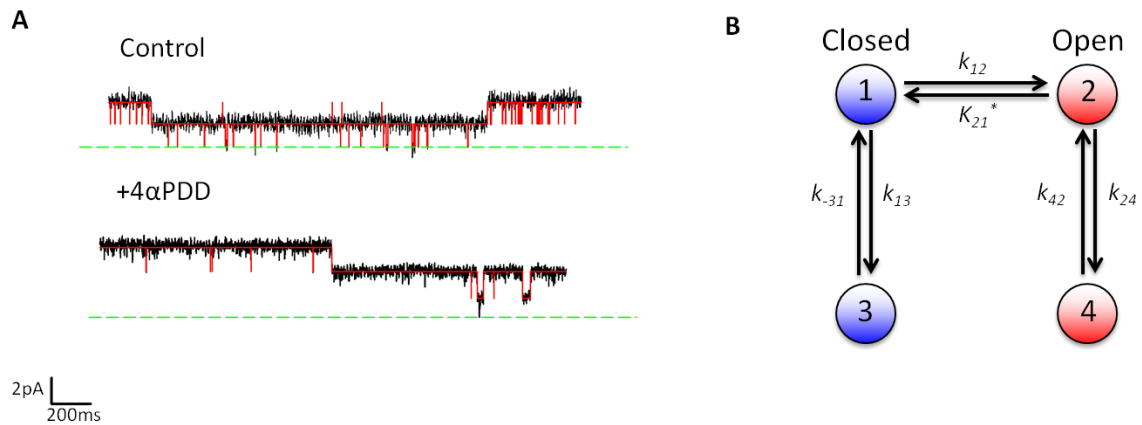 A
Control
+4αPDD
2pA
200ms
B
Closed
Open
k12
K21*
1
2
k-31
k13
k42
k24
3
4